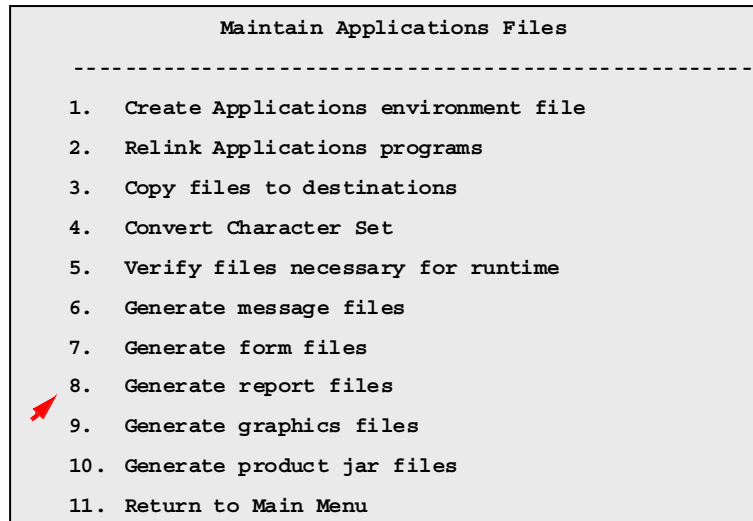 Maintain Applications Files
----------------------------------------------------
1. Create Applications environment file
2. Relink Applications programs
3. Copy files to destinations
4. Convert Character Set
5. Verify files necessary for runtime
6. Generate message files
7. Generate form files
8. Generate report files
9. Generate graphics files
10. Generate product jar files
11. Return to Main Menu